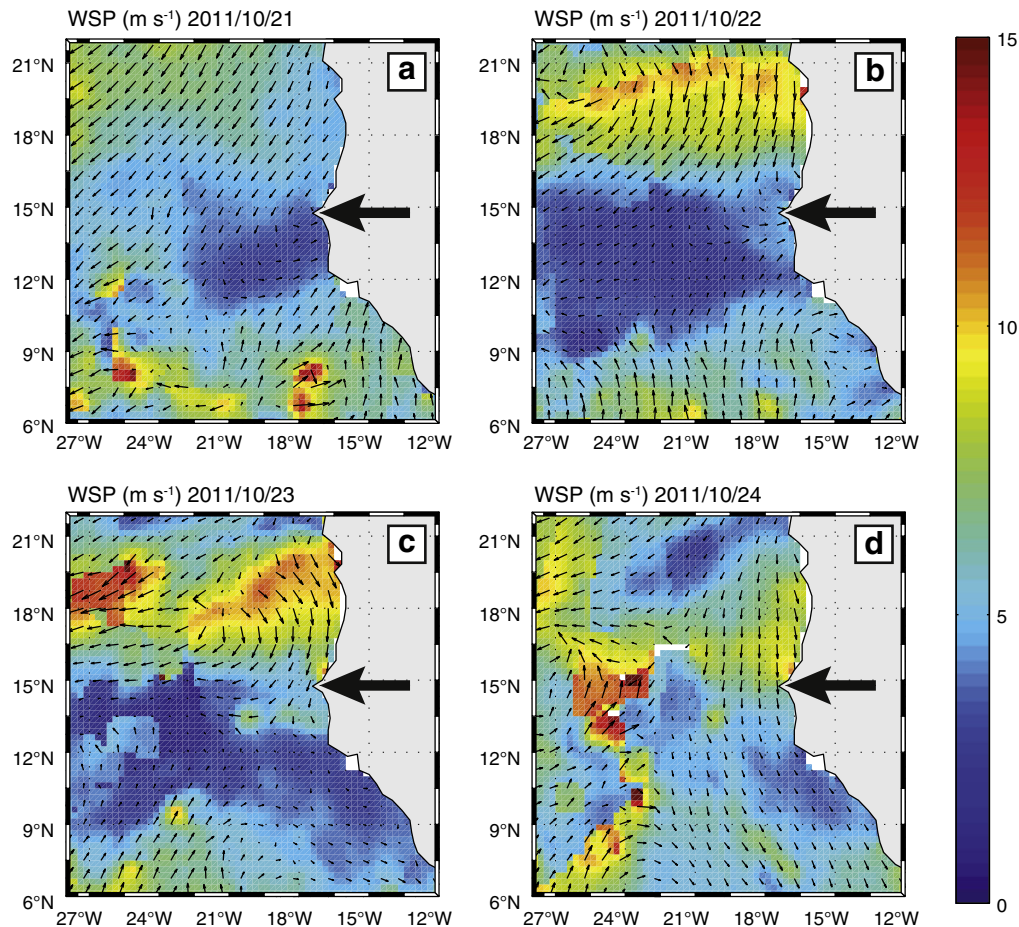 WSP (m s⁻¹) 2011/10/21
WSP (m s⁻¹) 2011/10/22
a
b
21°N
18°N
15°N
12°N
9°N
6°N
21°N
18°N
15°N
12°N
9°N
6°N
27°W 24°W 21°W 18°W 15°W 12°W
27°W 24°W 21°W 18°W 15°W 12°W
WSP (m s⁻¹) 2011/10/23
WSP (m s⁻¹) 2011/10/24
c
d
21°N
18°N
15°N
12°N
9°N
6°N
21°N
18°N
15°N
12°N
9°N
6°N
27°W 24°W 21°W 18°W 15°W 12°W
27°W 24°W 21°W 18°W 15°W 12°W
15
10
5
0